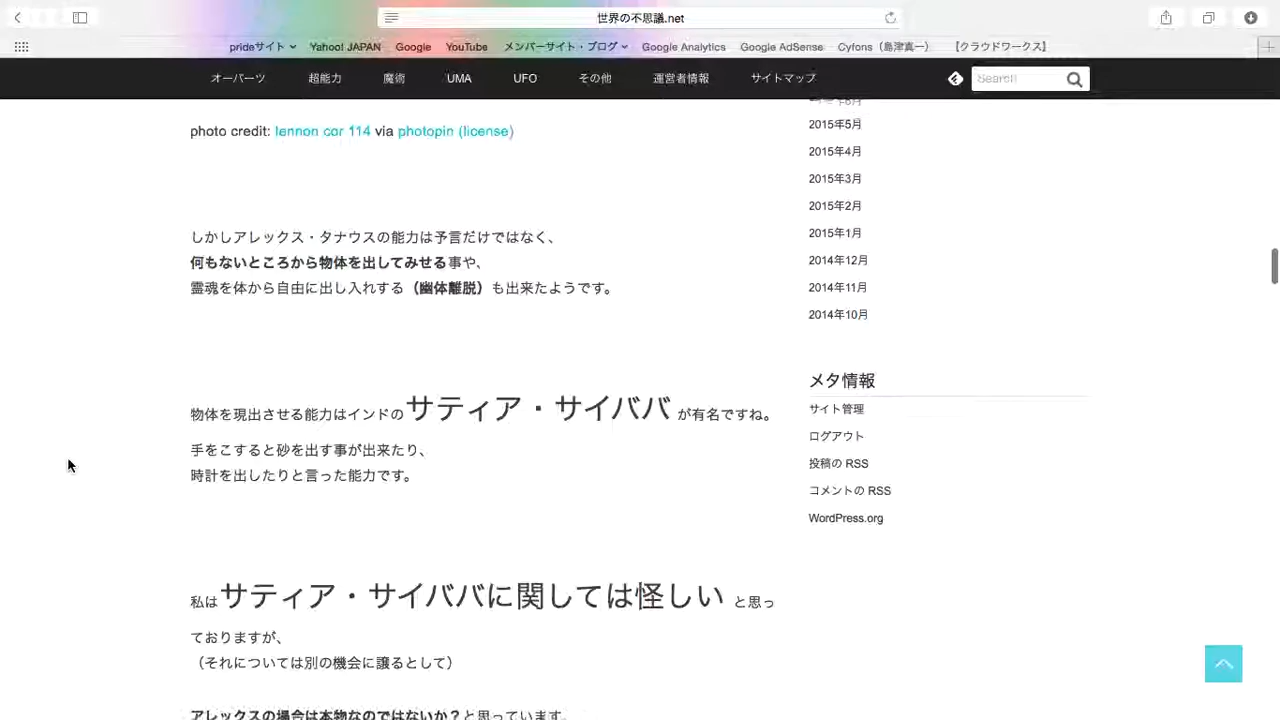 世界の不思議.net
prideサイト Yahoo! JAPAN Google YouTube メンバーサイト・ブログ Google Analytics Google AdSense Cyfons（島津真一） 【クラウドワークス】
オーパーツ 超能力 魔術 UMA UFO その他 運営者情報 サイトマップ Search
photo credit: lennon car 114 via photopin (license)
しかしアレックス・タナウスの能力は予言だけではなく、
何もないところから物体を出してみせる事や、
霊魂を体から自由に出し入れする（幽体離脱）も出来たようです。
物体を現出させる能力はインドのサティア・サイババ が有名ですね。
手をこすると砂を出す事が出来たり、
時計を出したりと言った能力です。
私はサティア・サイババに関しては怪しい と思っ
ておりますが、
（それについては別の機会に譲るとして）
アレックスの場合は本物なのではないか？と思っています。
2015年5月
2015年4月
2015年3月
2015年2月
2015年1月
2014年12月
2014年11月
2014年10月
メタ情報
サイト管理
ログアウト
投稿の RSS
コメントの RSS
WordPress.org